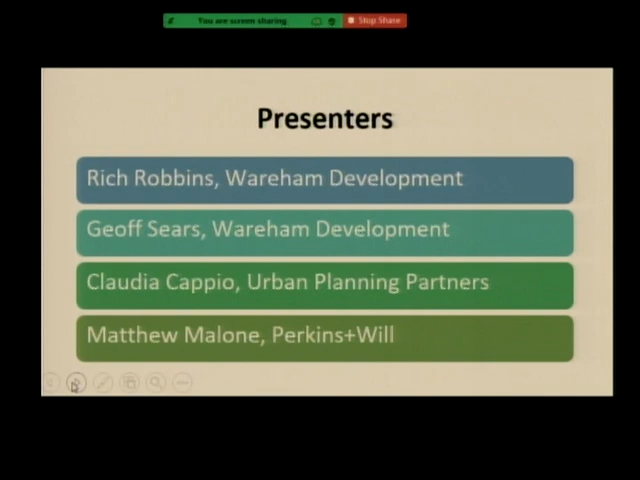 You are screen sharing
Stop Share
Presenters
Rich Robbins, Wareham Development
Geoff Sears, Wareham Development
Claudia Cappio, Urban Planning Partners
Matthew Malone, Perkins+Will